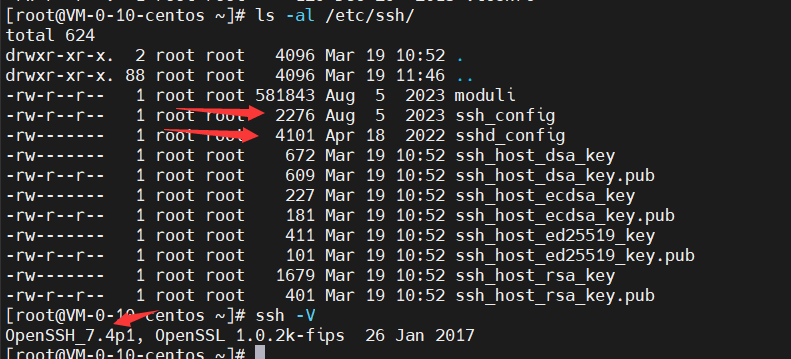 [root@VM-0-10-centos ~]# ls -al /etc/ssh/
total 624
drwxr-xr-x.  2 root root   4096 Mar 19 10:52 .
drwxr-xr-x. 88 root root   4096 Mar 19 11:46 ..
-rw-r--r--   1 root root 581843 Aug  5  2023 moduli
-rw-r--r--   1 root root   2276 Aug  5  2023 ssh_config
-rw-------   1 root root   4101 Apr 18  2022 sshd_config
-rw-------   1 root root    672 Mar 19 10:52 ssh_host_dsa_key
-rw-r--r--   1 root root    609 Mar 19 10:52 ssh_host_dsa_key.pub
-rw-------   1 root root    227 Mar 19 10:52 ssh_host_ecdsa_key
-rw-r--r--   1 root root    181 Mar 19 10:52 ssh_host_ecdsa_key.pub
-rw-------   1 root root    411 Mar 19 10:52 ssh_host_ed25519_key
-rw-r--r--   1 root root    101 Mar 19 10:52 ssh_host_ed25519_key.pub
-rw-------   1 root root   1679 Mar 19 10:52 ssh_host_rsa_key
-rw-r--r--   1 root root    401 Mar 19 10:52 ssh_host_rsa_key.pub
[root@VM-0-10-centos ~]# ssh -V
OpenSSH_7.4p1, OpenSSL 1.0.2k-fips  26 Jan 2017
[root@VM-0-10-centos ~]#